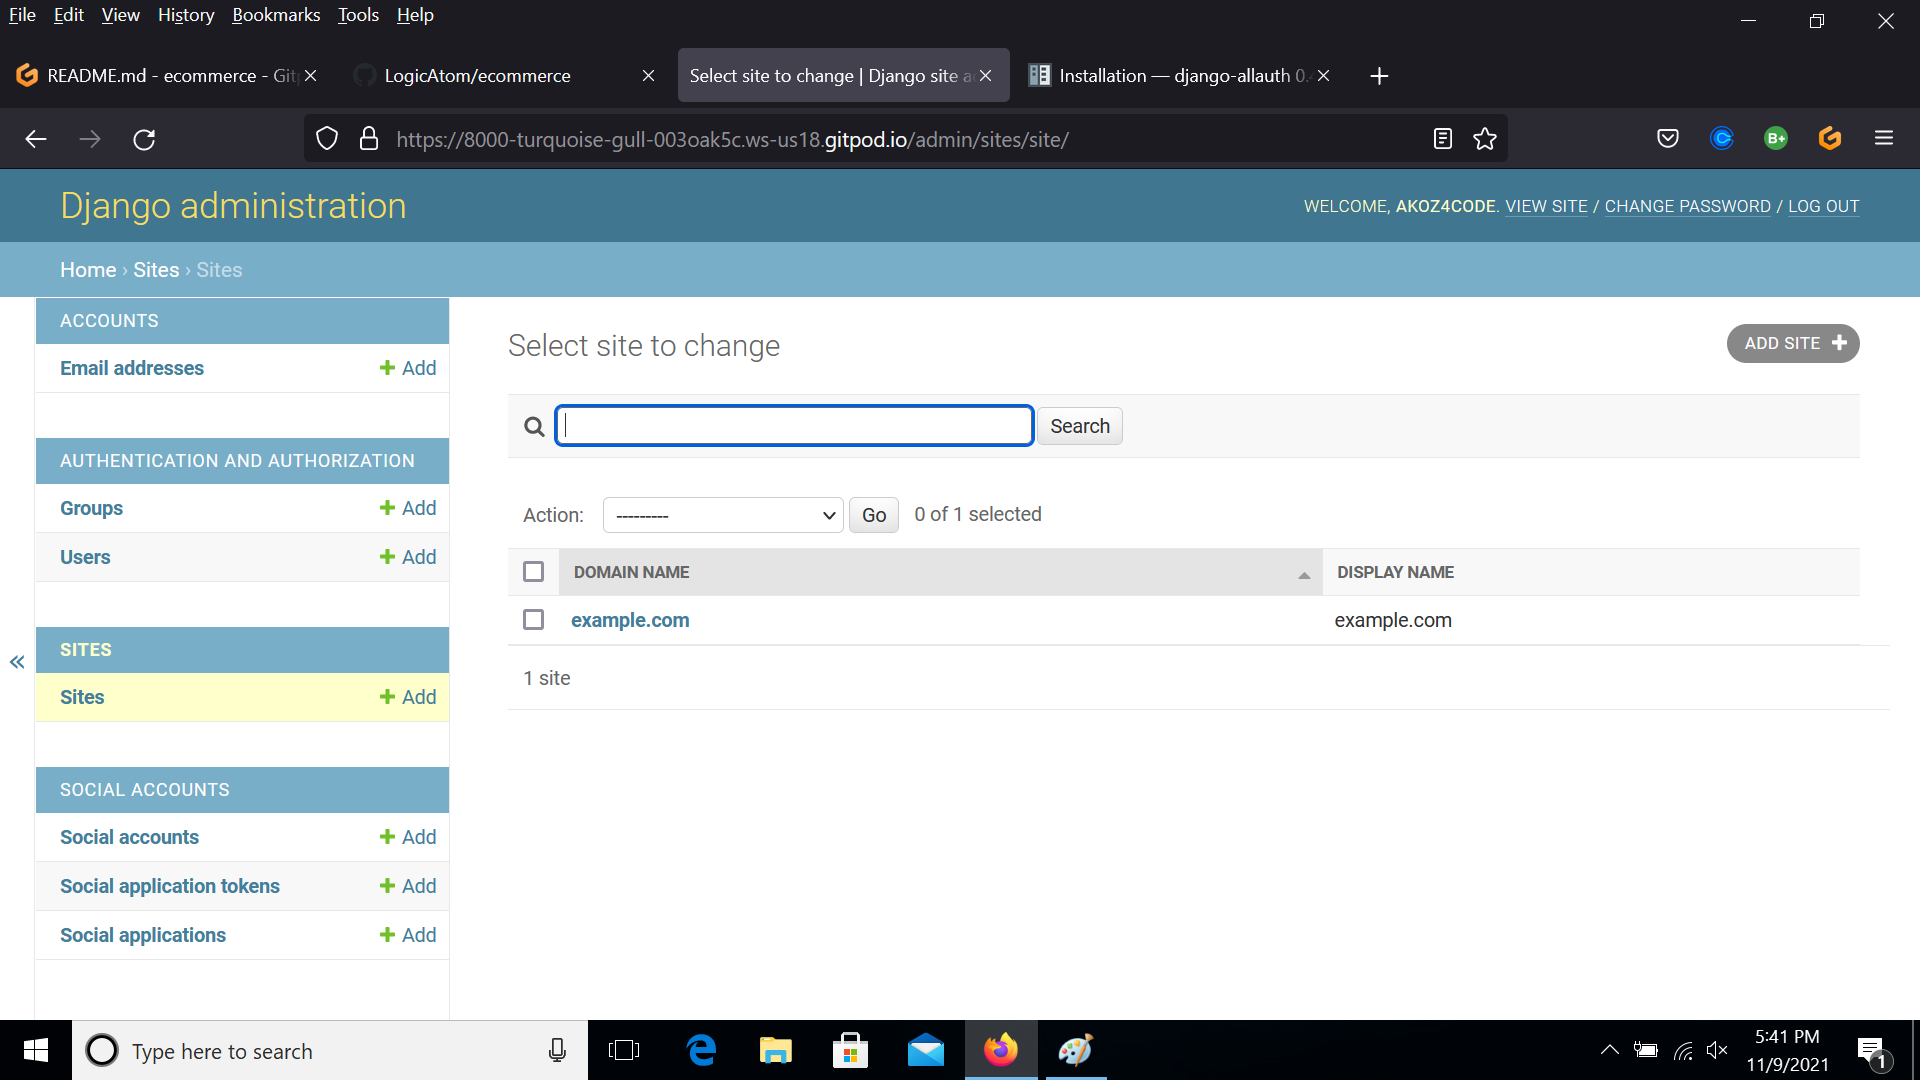 File Edit View History Bookmarks Tools Help
README.md - ecommerce - Git
LogicAtom/ecommerce
Select site to change | Django site a
Installation — django-allauth 0.
https://8000-turquoise-gull-003oak5c.ws-us18.gitpod.io/admin/sites/site/
B+
Django administration
WELCOME, AKOZ4CODE. VIEW SITE / CHANGE PASSWORD / LOG OUT
Home › Sites › Sites
ACCOUNTS
Email addresses
Add
AUTHENTICATION AND AUTHORIZATION
Groups
Add
Users
Add
SITES
Sites
Add
SOCIAL ACCOUNTS
Social accounts
Add
Social application tokens
Add
Social applications
Add
«
Select site to change
ADD SITE +
Search
Action:
---------
Go
0 of 1 selected
DOMAIN NAME
DISPLAY NAME
example.com
example.com
1 site
Type here to search
5:41 PM
11/9/2021
1